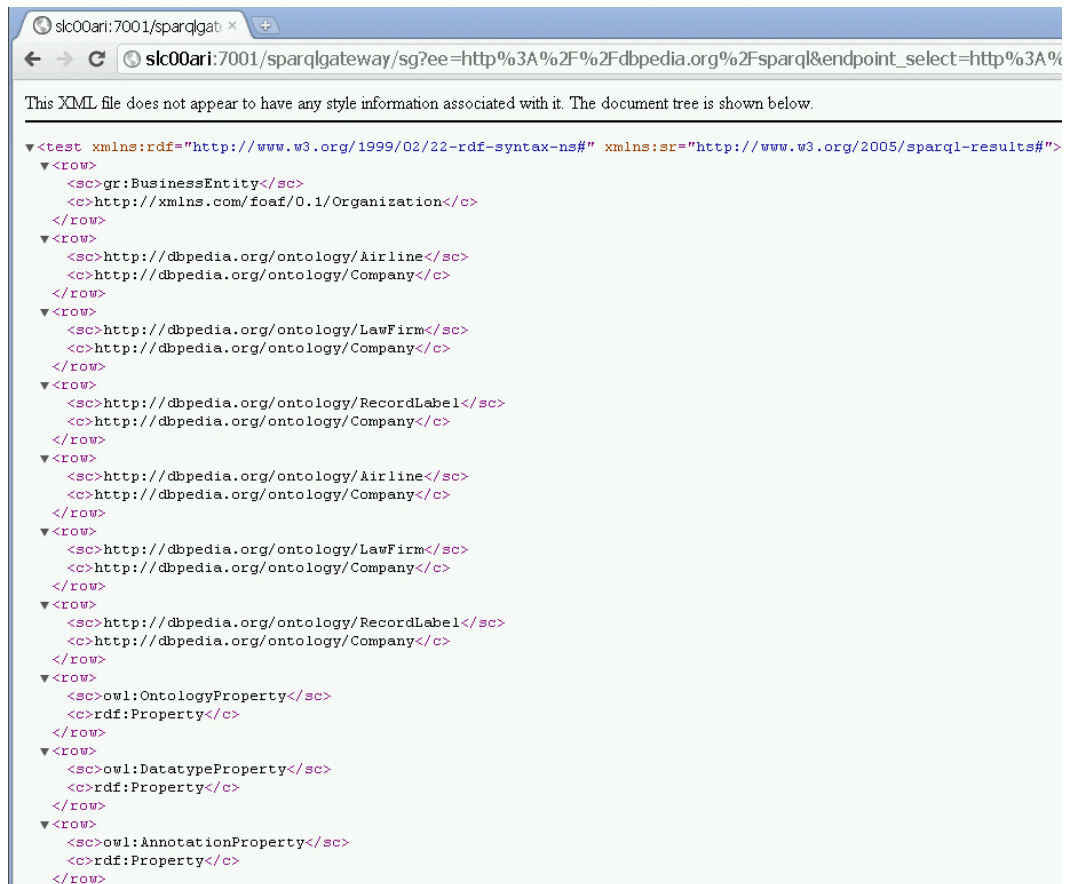 slc00ari:7001/sparqlgat
slc00ari:7001/sparqlgateway/sg?ee=http%3A%2F%2Fdbpedia.org%2Fsparql&endpoint_select=http%3A%
This XML file does not appear to have any style information associated with it. The document tree is shown below.
▼<test xmlns:rdf="http://www.w3.org/1999/02/22-rdf-syntax-ns#" xmlns:sr="http://www.w3.org/2005/sparql-results#">
▼<row>
<sc>gr:BusinessEntity</sc>
<c>http://xmlns.com/foaf/0.1/Organization</c>
</row>
▼<row>
<sc>http://dbpedia.org/ontology/Airline</sc>
<c>http://dbpedia.org/ontology/Company</c>
</row>
▼<row>
<sc>http://dbpedia.org/ontology/LawFirm</sc>
<c>http://dbpedia.org/ontology/Company</c>
</row>
▼<row>
<sc>http://dbpedia.org/ontology/RecordLabel</sc>
<c>http://dbpedia.org/ontology/Company</c>
</row>
▼<row>
<sc>http://dbpedia.org/ontology/Airline</sc>
<c>http://dbpedia.org/ontology/Company</c>
</row>
▼<row>
<sc>http://dbpedia.org/ontology/LawFirm</sc>
<c>http://dbpedia.org/ontology/Company</c>
</row>
▼<row>
<sc>http://dbpedia.org/ontology/RecordLabel</sc>
<c>http://dbpedia.org/ontology/Company</c>
</row>
▼<row>
<sc>owl:OntologyProperty</sc>
<c>rdf:Property</c>
</row>
▼<row>
<sc>owl:DatatypeProperty</sc>
<c>rdf:Property</c>
</row>
▼<row>
<sc>owl:AnnotationProperty</sc>
<c>rdf:Property</c>
</row>